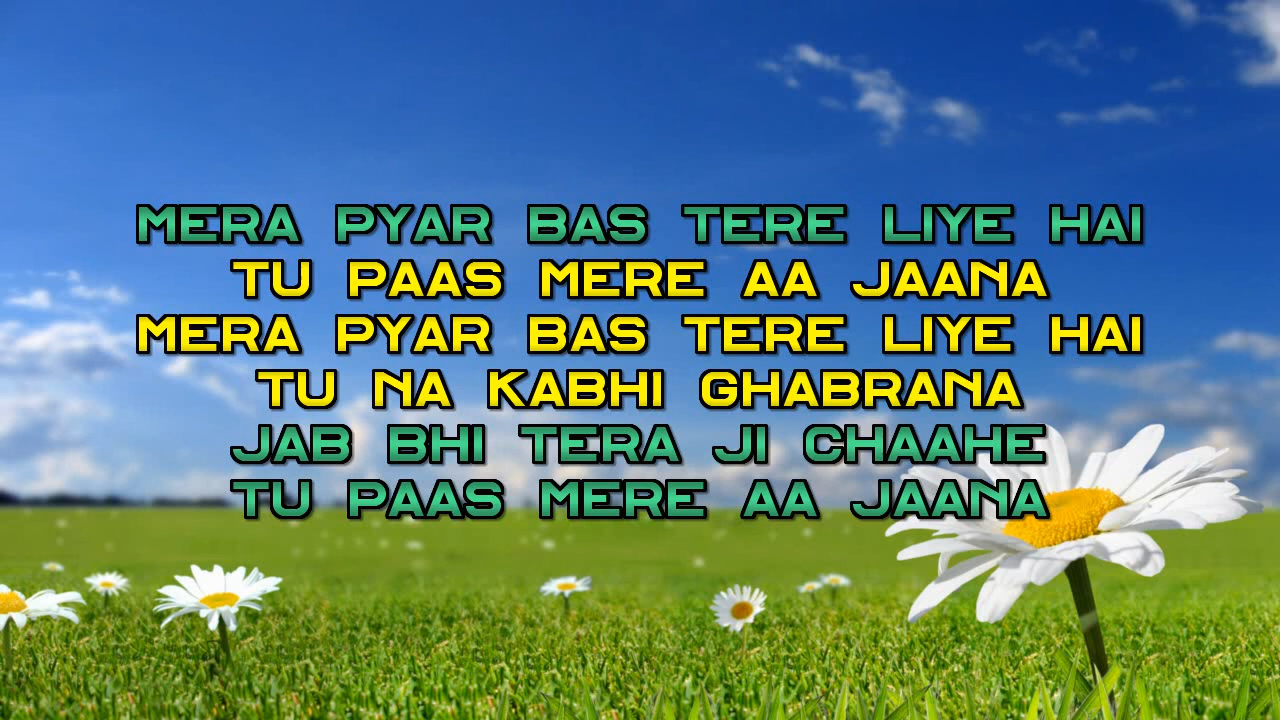 MERA PYAR BAS TERE LIYE HAI
TU PAAS MERE AA JAANA
MERA PYAR BAS TERE LIYE HAI
TU NA KABHI GHABRANA
JAB BHI TERA JI CHAAHE
TU PAAS MERE AA JAANA